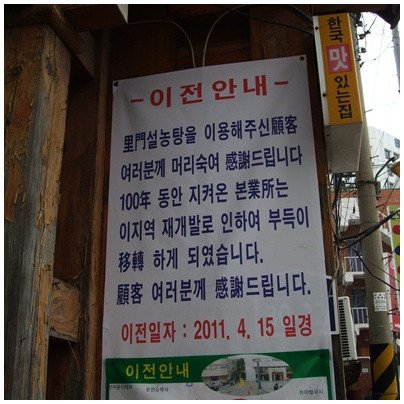 - 이전안내 -
里門설농탕을 이용해주신顧客
여러분께 머리숙여 感謝드립니다
100年 동안 지켜온 本業所는
이지역 재개발로 인하여 부득이
移轉 하게 되였습니다.
顧客 여러분께 感謝드립니다.
이전일자 : 2011. 4. 15 일경
이전안내
한국
맛
있는집